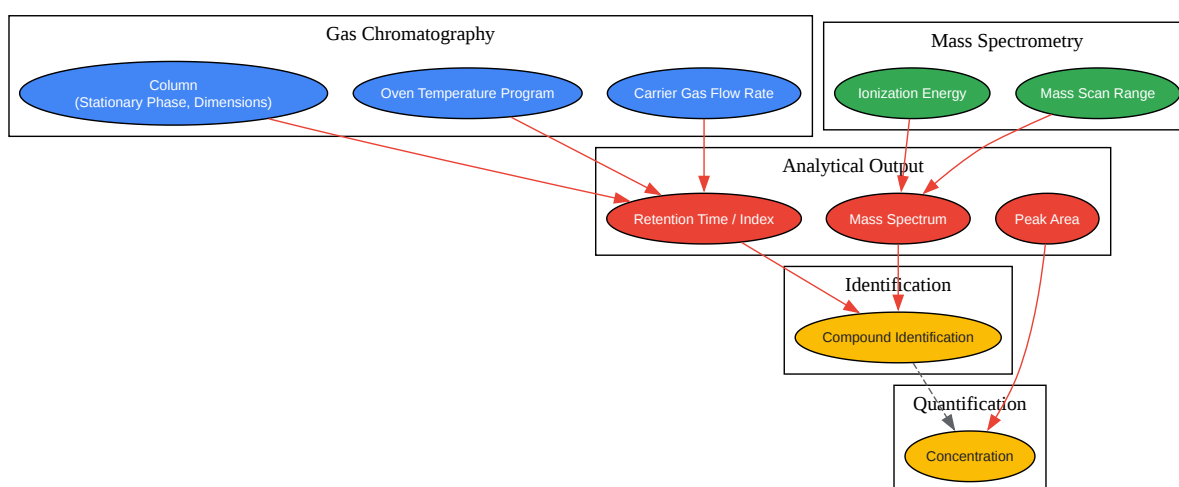 Gas Chromatography
Mass Spectrometry
Column
(Stationary Phase, Dimensions)
Oven Temperature Program
Carrier Gas Flow Rate
Ionization Energy
Mass Scan Range
Analytical Output
Retention Time / Index
Mass Spectrum
Peak Area
Identification
Compound Identification
Quantification
Concentration